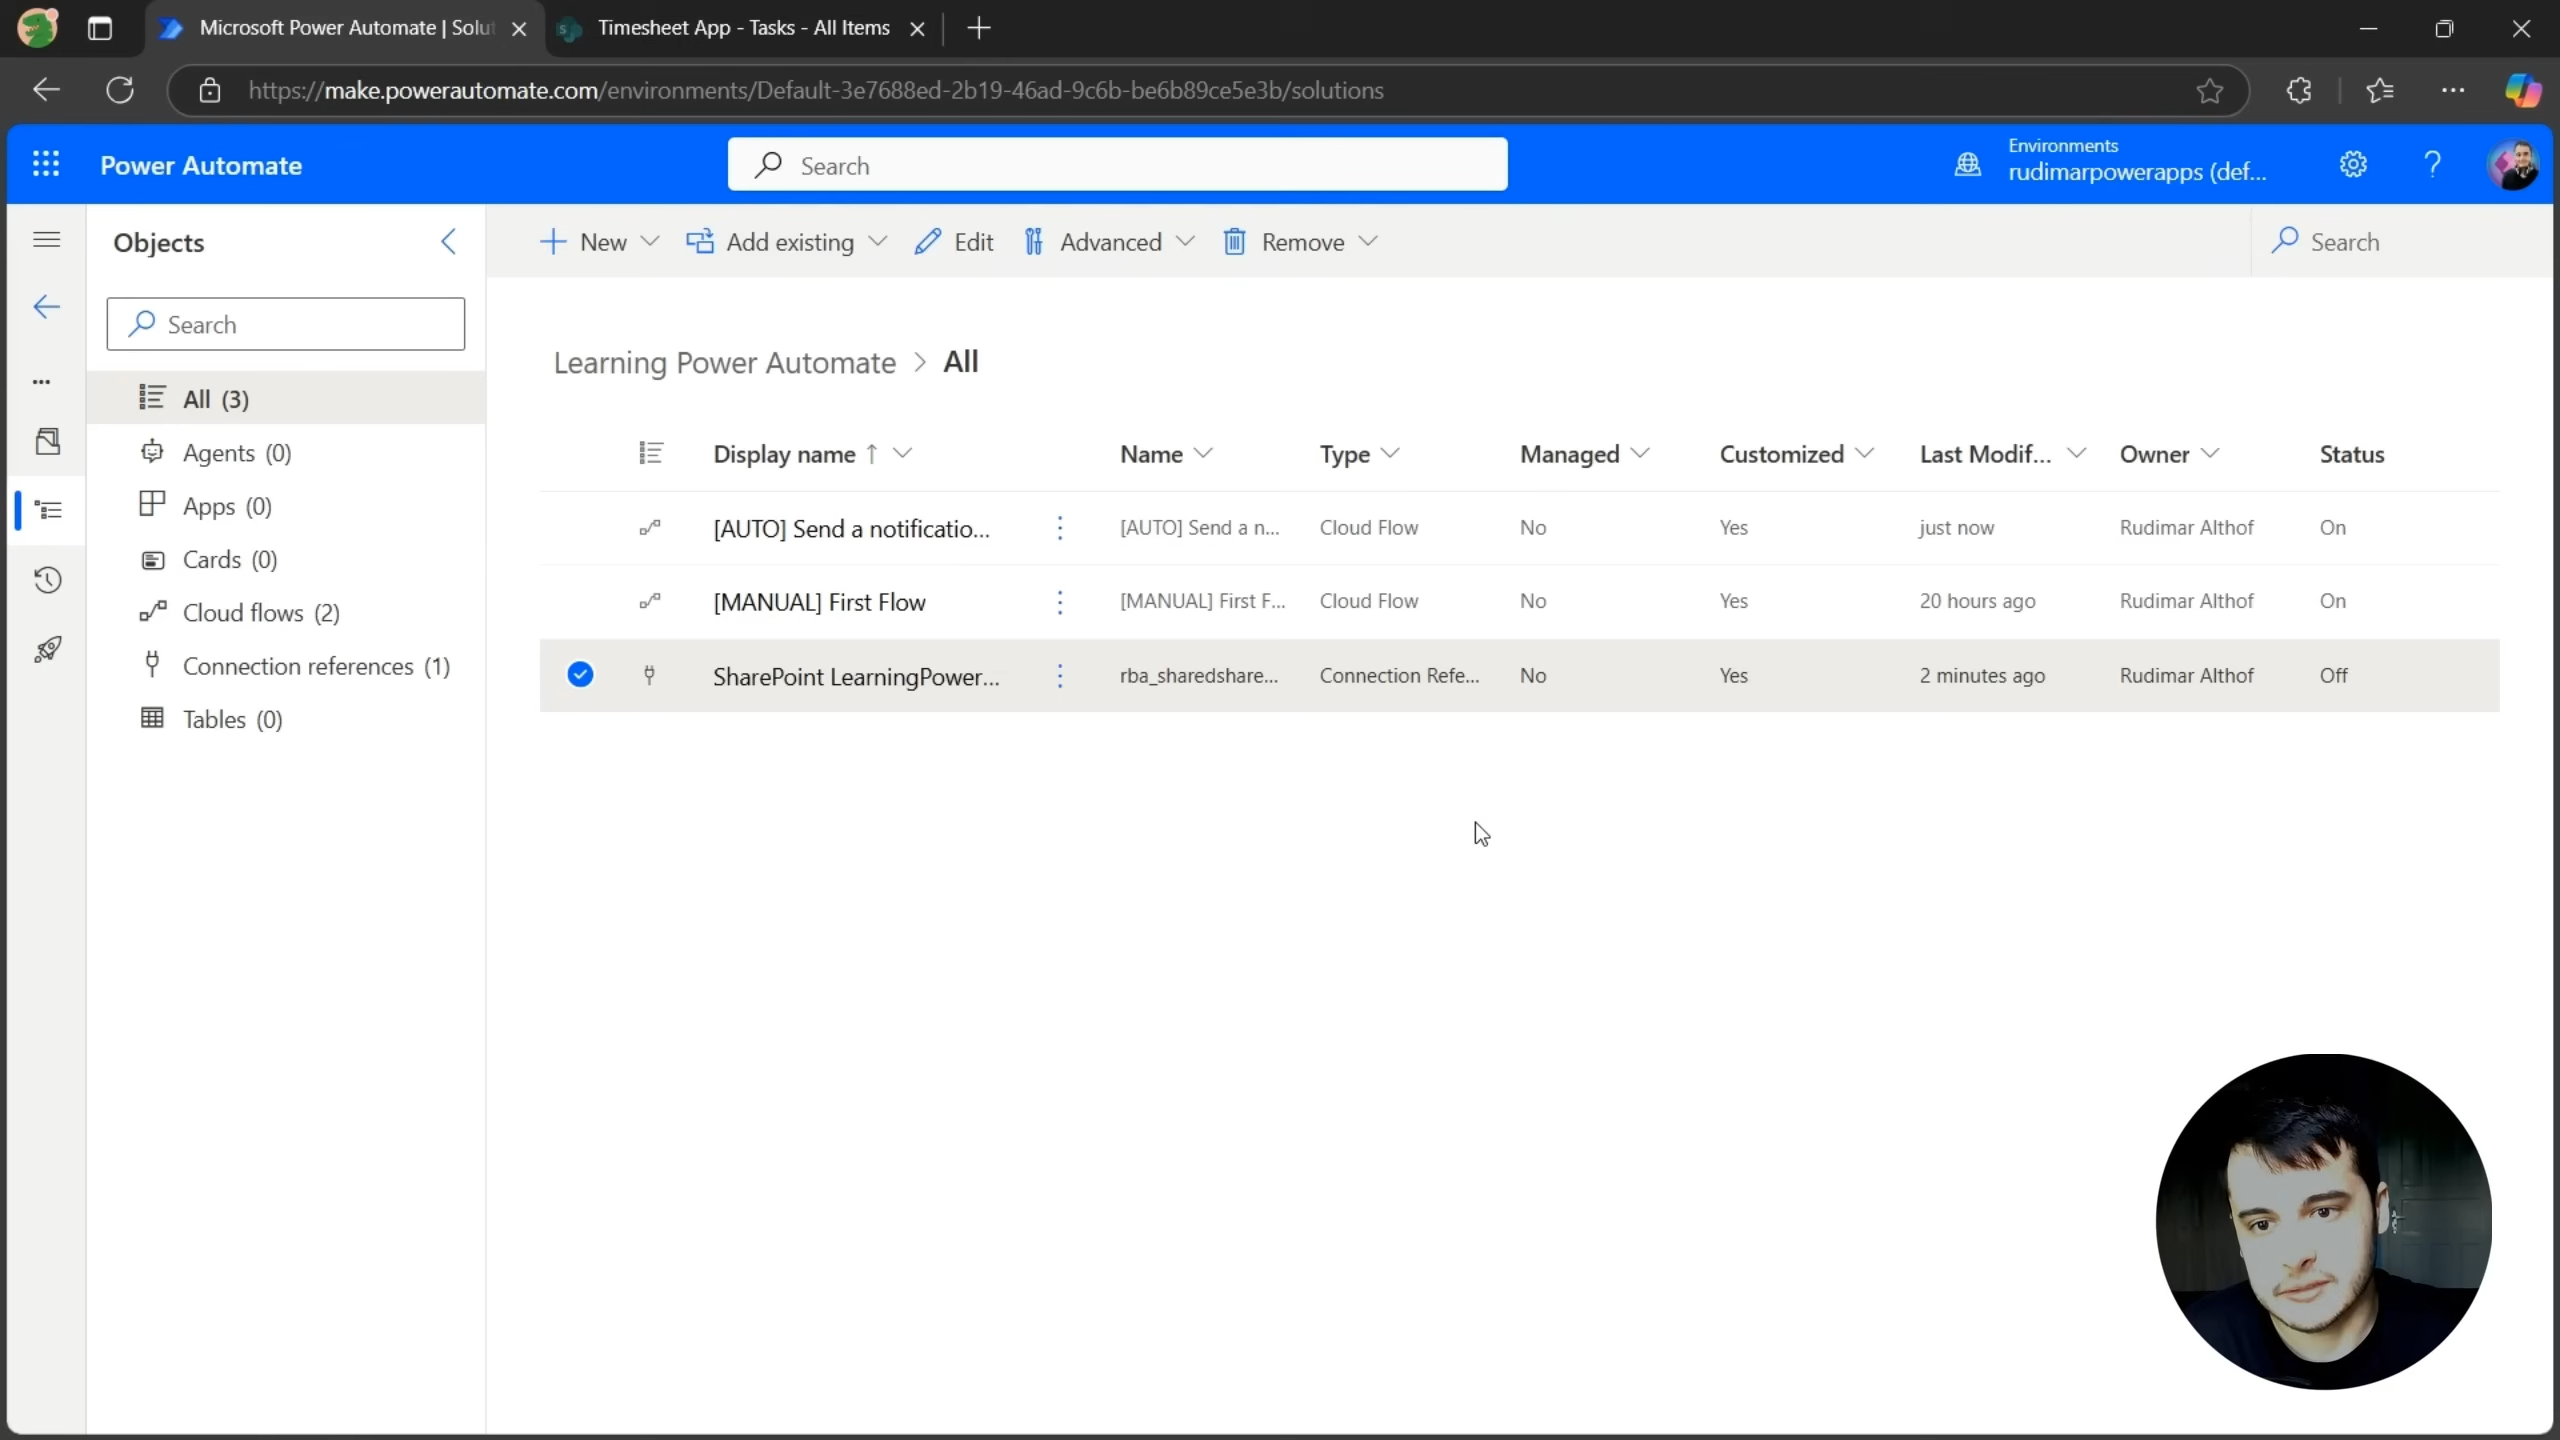 Microsoft Power Automate | Solut
Timesheet App - Tasks - All Items
https://make.powerautomate.com/environments/Default-3e7688ed-2b19-46ad-9c6b-be6b89ce5e3b/solutions
Power Automate
Search
Environments
rudimarpowerapps (def...
Objects
New
Add existing
Edit
Advanced
Remove
Search
Search
Learning Power Automate > All
All (3)
Agents (0)
Apps (0)
Cards (0)
Cloud flows (2)
Connection references (1)
Tables (0)
Display name ↑ Name Type Managed Customized Last Modif... Owner Status
[AUTO] Send a notificatio... [AUTO] Send a n... Cloud Flow No Yes just now Rudimar Althof On
[MANUAL] First Flow [MANUAL] First F... Cloud Flow No Yes 20 hours ago Rudimar Althof On
SharePoint LearningPower... rba_sharedshare... Connection Refe... No Yes 2 minutes ago Rudimar Althof Off